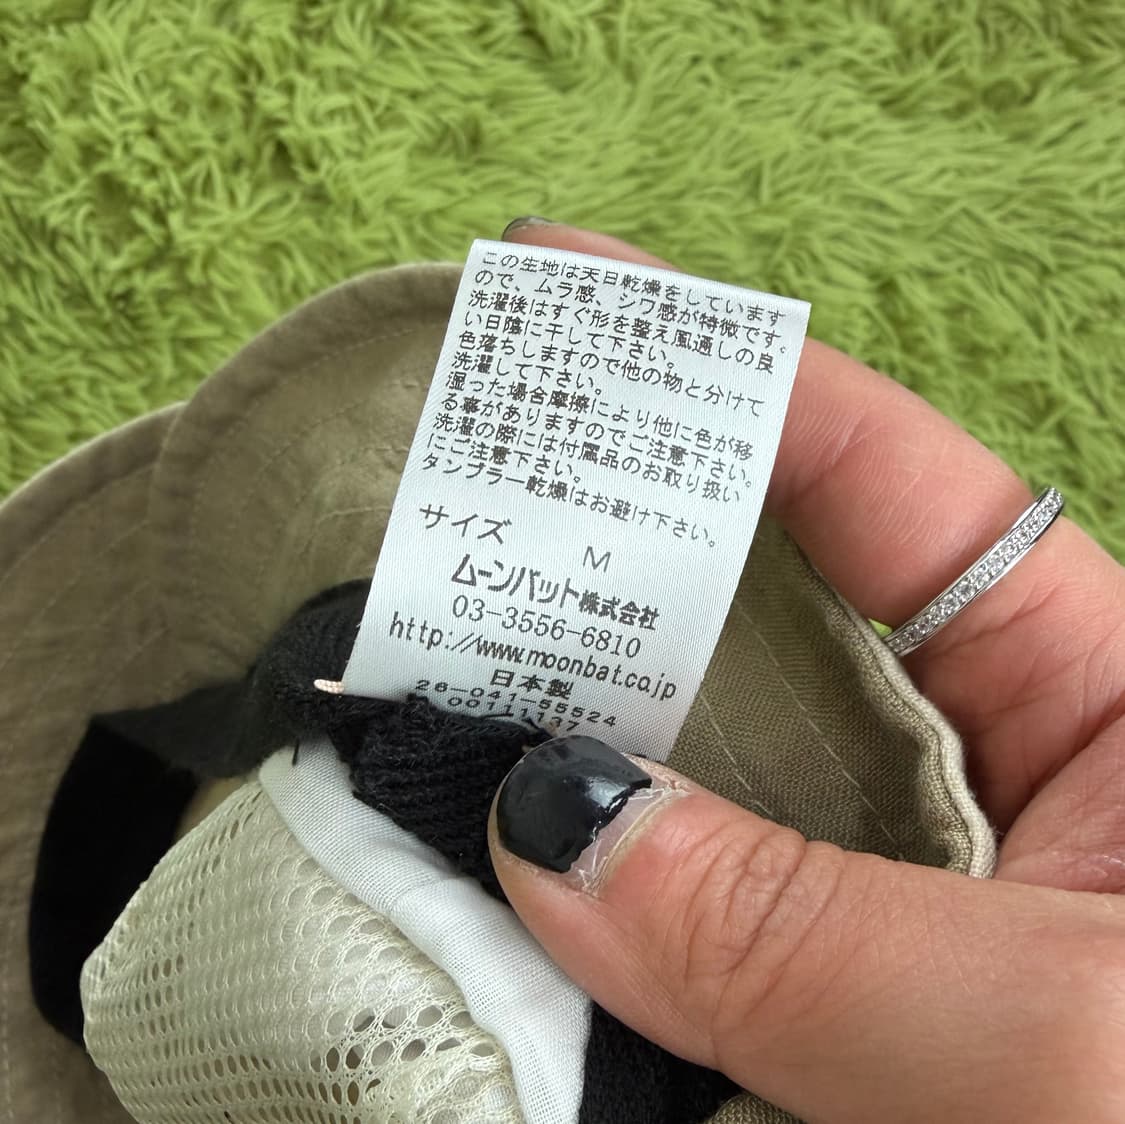 この生地は天日乾燥をしています
ので、ムラ感、シワ感が特徴です。
洗濯後はすぐ形を整え風通しの良
い日陰に干して下さい。
色落ちしますので他の物と分けて
洗濯して下さい。
湿った場合摩擦により他に色が移
る事がありますのでご注意下さい。
洗濯の際には付属品のお取り扱い
にご注意下さい。
タンブラー乾燥はお避け下さい。
サイズ M
ムーンバット株式会社
03-3556-6810
http://www.moonbat.co.jp
日本製
26-041-55524
00111137